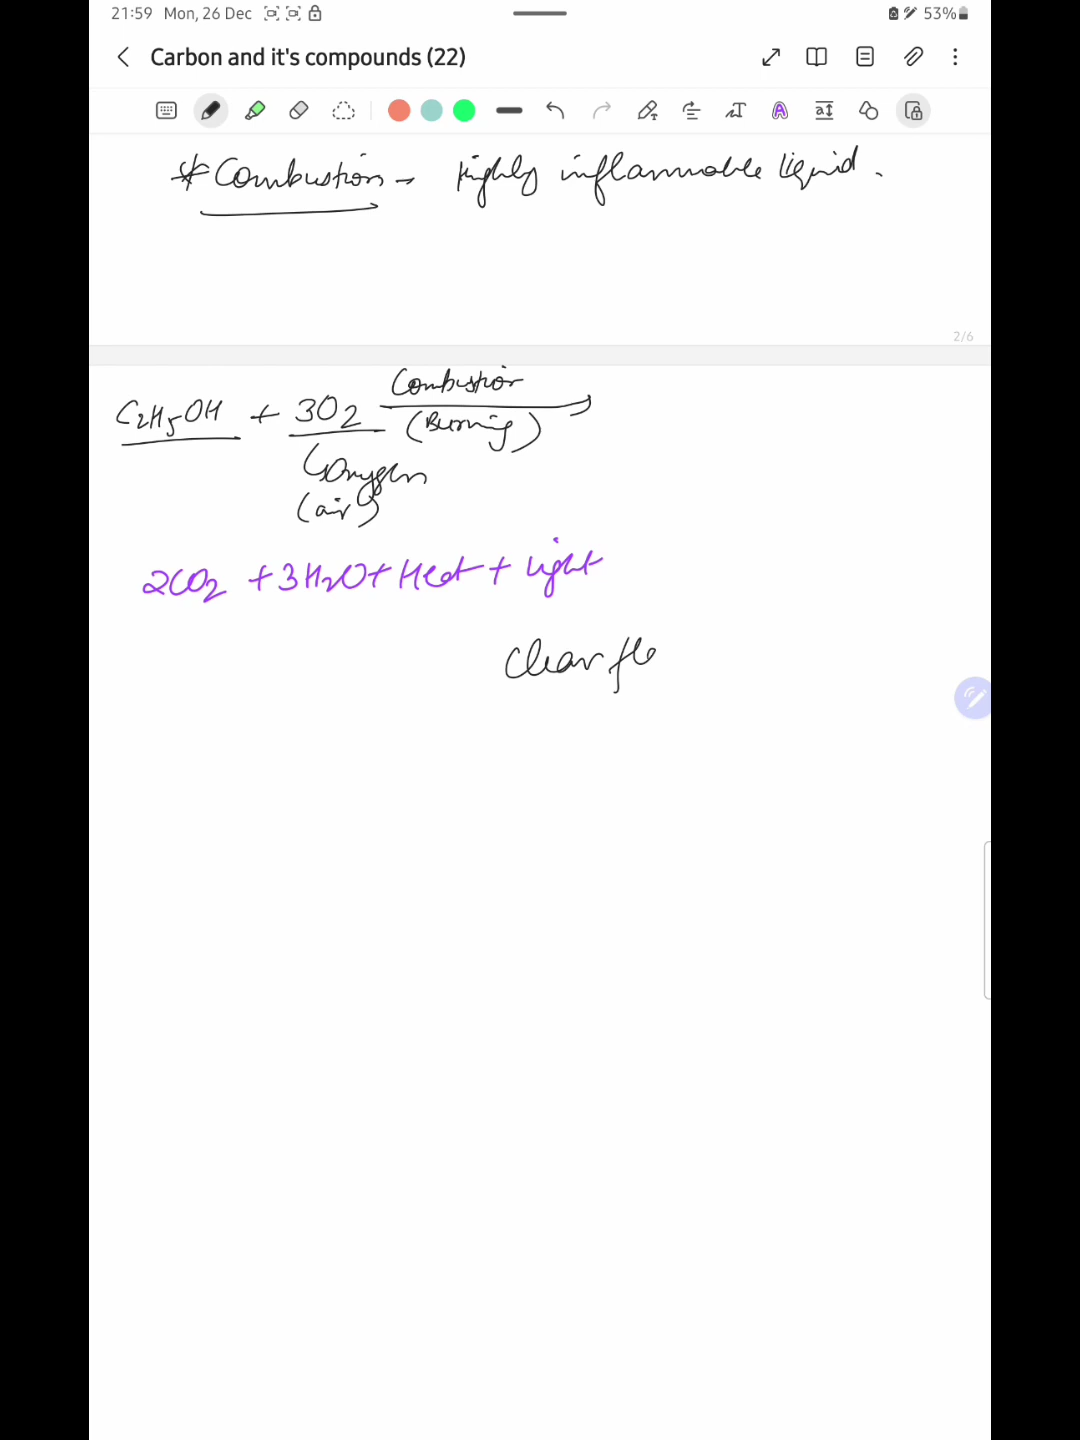 21:59 Mon, 26 Dec 53%
Carbon and it's compounds (22)
* Combustion - Highly inflammable liquid.
2/6
C2H5OH + 3O2 Combustion
(Burning)
oxygen
(air)
2CO2 + 3H2O + Heat + light
Clear fla